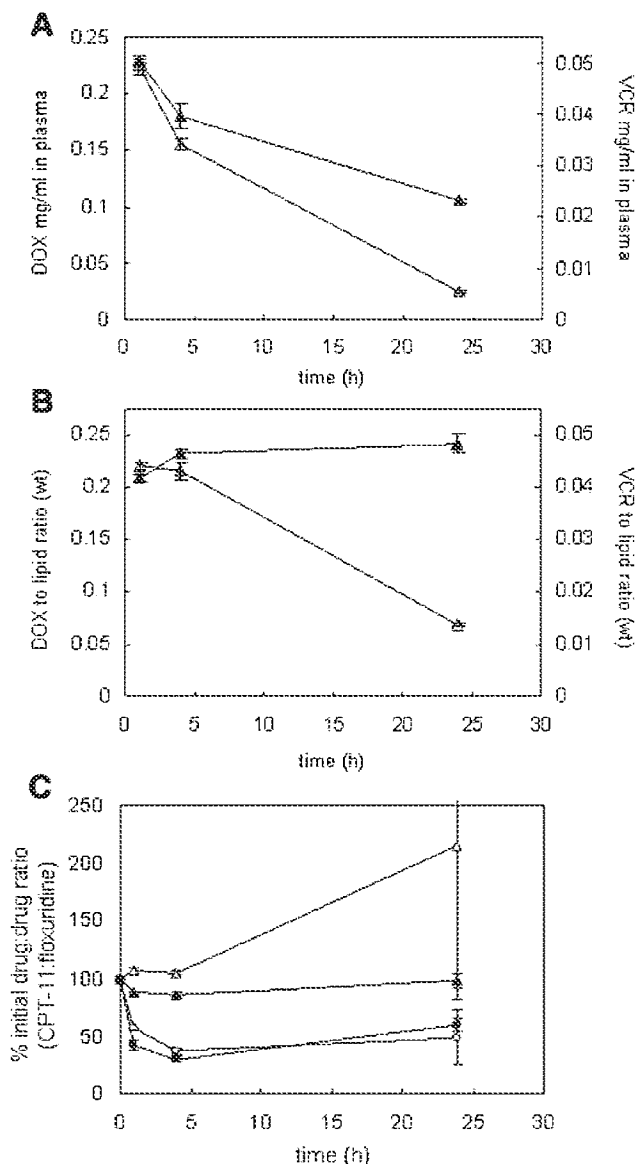 A
DOX mg/ml in plasma
0.25
0.2
0.15
0.1
0.05
0
VCR mg/ml in plasma
0.05
0.04
0.03
0.02
0.01
0
0 5 10 15 20 25 30
time (h)
B
DOX to lipid ratio (wt)
0.25
0.2
0.15
0.1
0.05
0
VCR to lipid ratio (wt)
0.05
0.04
0.03
0.02
0.01
0
0 5 10 15 20 25 30
time (h)
C
% initial drug:drug ratio
(CPT-11:floxuridine)
250
200
150
100
50
0
0 5 10 15 20 25 30
time (h)